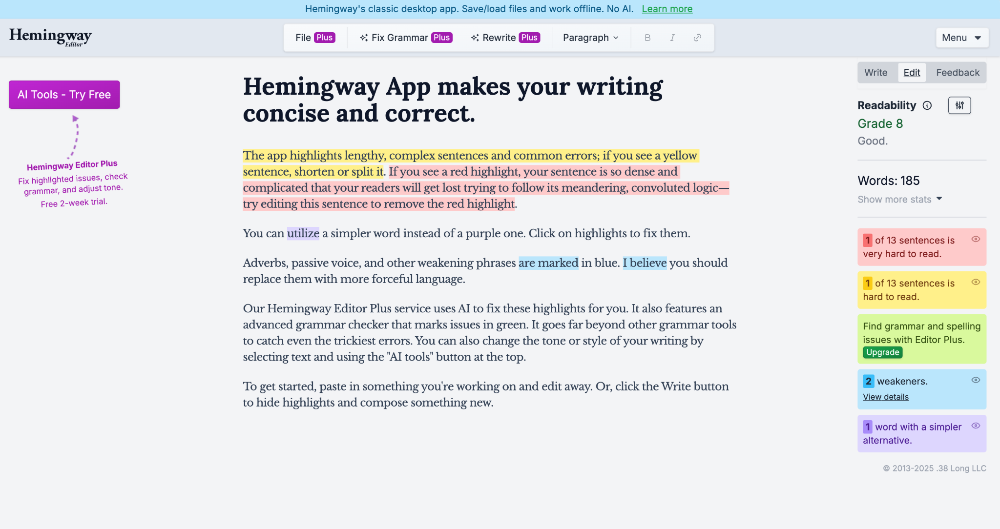 Hemingway's classic desktop app. Save/load files and work offline. No AI. Learn more
Hemingway
Editor
File Plus
Fix Grammar Plus
Rewrite Plus
Paragraph
B
I
Menu
AI Tools - Try Free
Hemingway Editor Plus
Fix highlighted issues, check
grammar, and adjust tone.
Free 2-week trial.
Hemingway App makes your writing
concise and correct.
The app highlights lengthy, complex sentences and common errors; if you see a yellow
sentence, shorten or split it. If you see a red highlight, your sentence is so dense and
complicated that your readers will get lost trying to follow its meandering, convoluted logic—
try editing this sentence to remove the red highlight.
You can utilize a simpler word instead of a purple one. Click on highlights to fix them.
Adverbs, passive voice, and other weakening phrases are marked in blue. I believe you should
replace them with more forceful language.
Our Hemingway Editor Plus service uses AI to fix these highlights for you. It also features an
advanced grammar checker that marks issues in green. It goes far beyond other grammar tools
to catch even the trickiest errors. You can also change the tone or style of your writing by
selecting text and using the "AI tools" button at the top.
To get started, paste in something you're working on and edit away. Or, click the Write button
to hide highlights and compose something new.
Write
Edit
Feedback
Readability
Grade 8
Good.
Words: 185
Show more stats
1 of 13 sentences is
very hard to read.
1 of 13 sentences is
hard to read.
Find grammar and spelling
issues with Editor Plus.
Upgrade
2 weakeners.
View details
1 word with a simpler
alternative.
© 2013-2025 .38 Long LLC